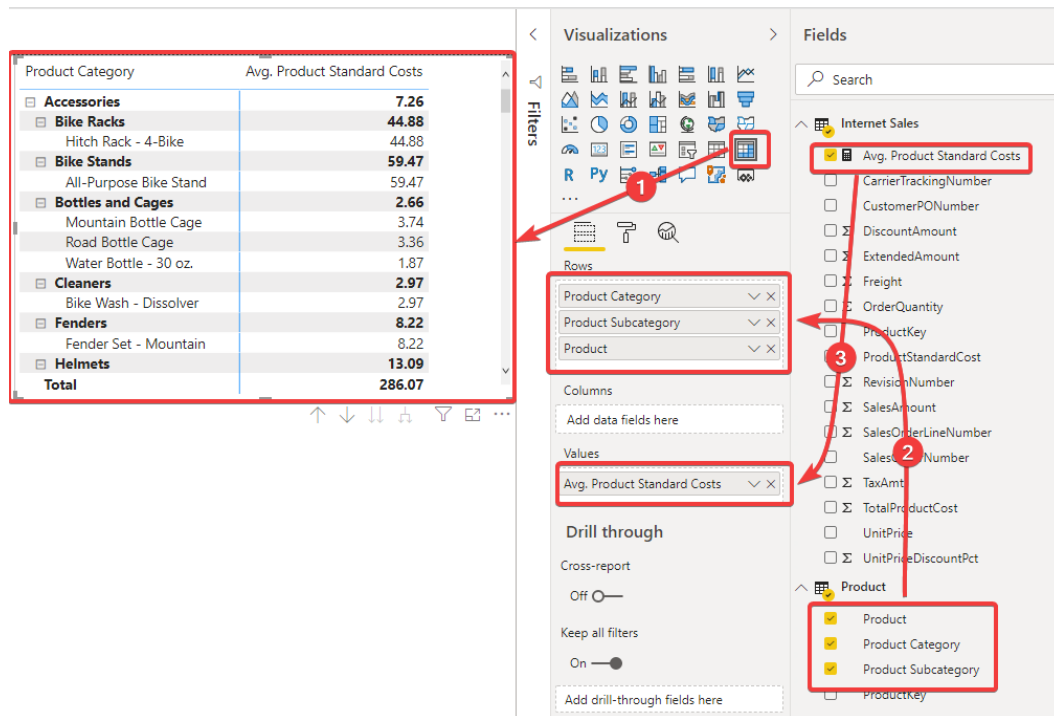 Product Category Avg. Product Standard Costs
Accessories 7.26
Bike Racks 44.88
Hitch Rack - 4-Bike 44.88
Bike Stands 59.47
All-Purpose Bike Stand 59.47
Bottles and Cages 2.66
Mountain Bottle Cage 3.74
Road Bottle Cage 3.36
Water Bottle - 30 oz. 1.87
Cleaners 2.97
Bike Wash - Dissolver 2.97
Fenders 8.22
Fender Set - Mountain 8.22
Helmets 13.09
Total 286.07
Filters
Visualizations
123
R Py
1
...
Rows
Product Category
Product Subcategory
Product
Columns
Add data fields here
Values
Avg. Product Standard Costs
Drill through
Cross-report
Off
Keep all filters
On
Add drill-through fields here
Fields
Search
Internet Sales
Avg. Product Standard Costs
CarrierTrackingNumber
CustomerPONumber
Σ DiscountAmount
Σ ExtendedAmount
Σ Freight
Σ OrderQuantity
ProductKey
3
ProductStandardCost
Σ RevisionNumber
Σ SalesAmount
Σ SalesOrderLineNumber
2
Σ TaxAmt
Σ TotalProductCost
UnitPrice
Σ UnitPriceDiscountPct
Product
Product
Product Category
Product Subcategory
ProductKey